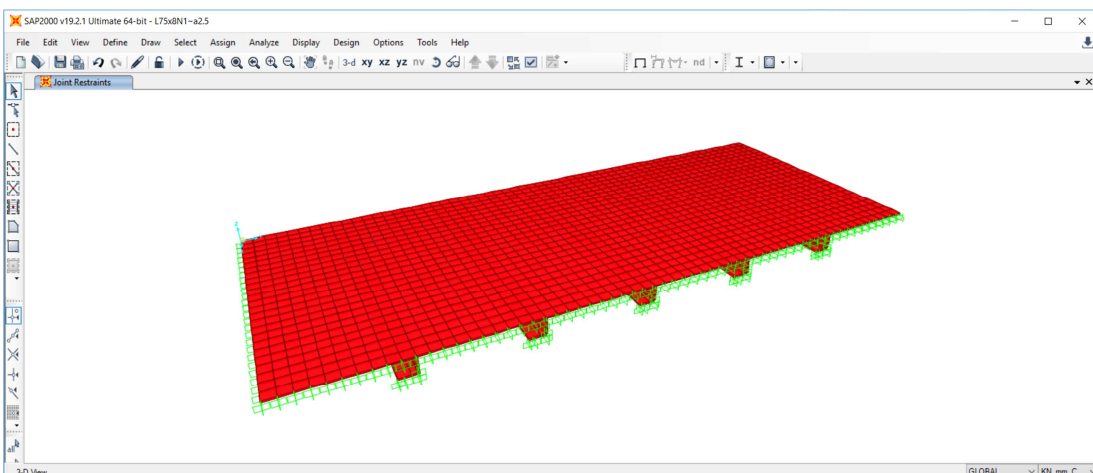 SAP2000 v19.2.1 Ultimate 64-bit - L75x8N1~a2.5
File Edit View Define Draw Select Assign Analyze Display Design Options Tools Help
3-d xy xz yz nv nd
Joint Restraints
z
all
3-D View GLOBAL KN, mm, C